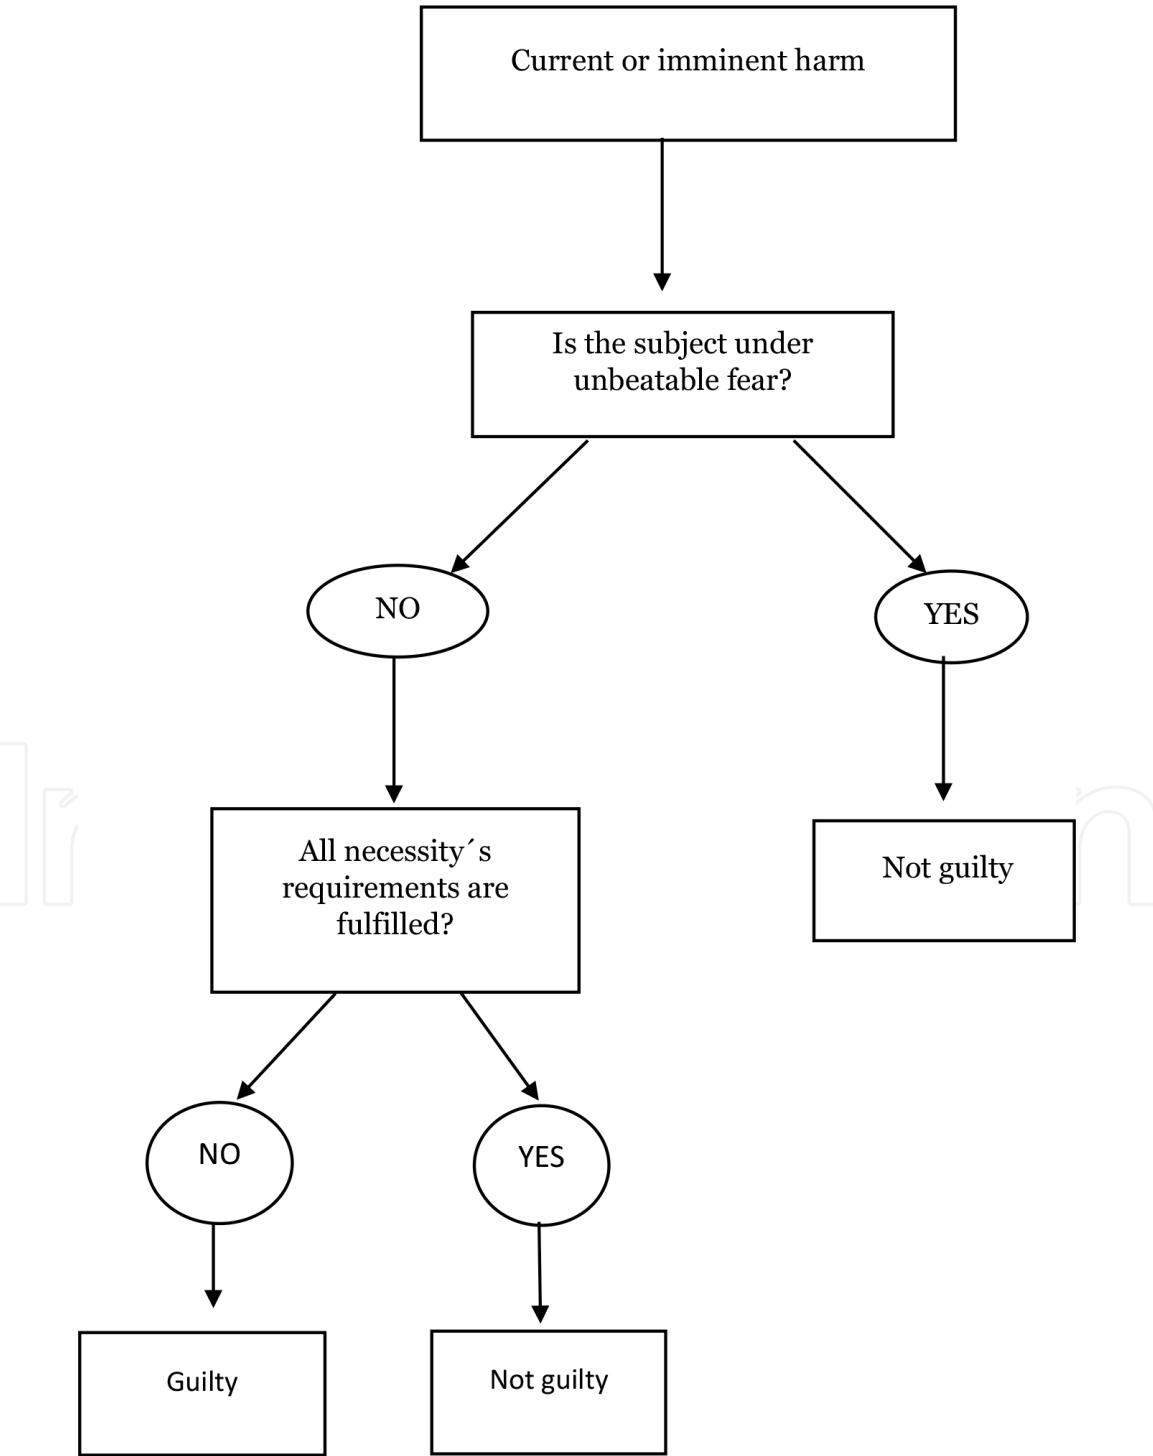 Current or imminent harm
Is the subject under
unbeatable fear?
NO
YES
All necessity´s
requirements are
fulfilled?
Not guilty
NO
YES
Guilty
Not guilty